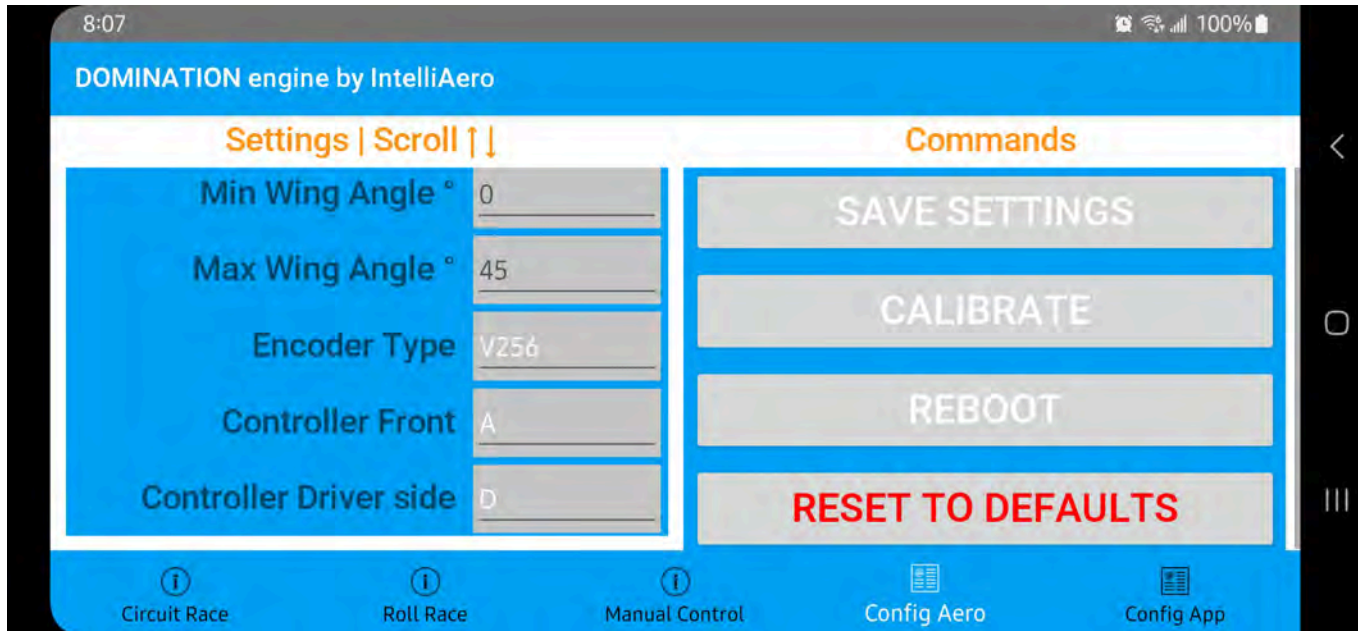 8:07
100%
DOMINATION engine by IntelliAero
Settings | Scroll ↑↓
Min Wing Angle ° 0
Max Wing Angle ° 45
Encoder Type V256
Controller Front A
Controller Driver side D
Commands
SAVE SETTINGS
CALIBRATE
REBOOT
RESET TO DEFAULTS
Circuit Race
Roll Race
Manual Control
Config Aero
Config App